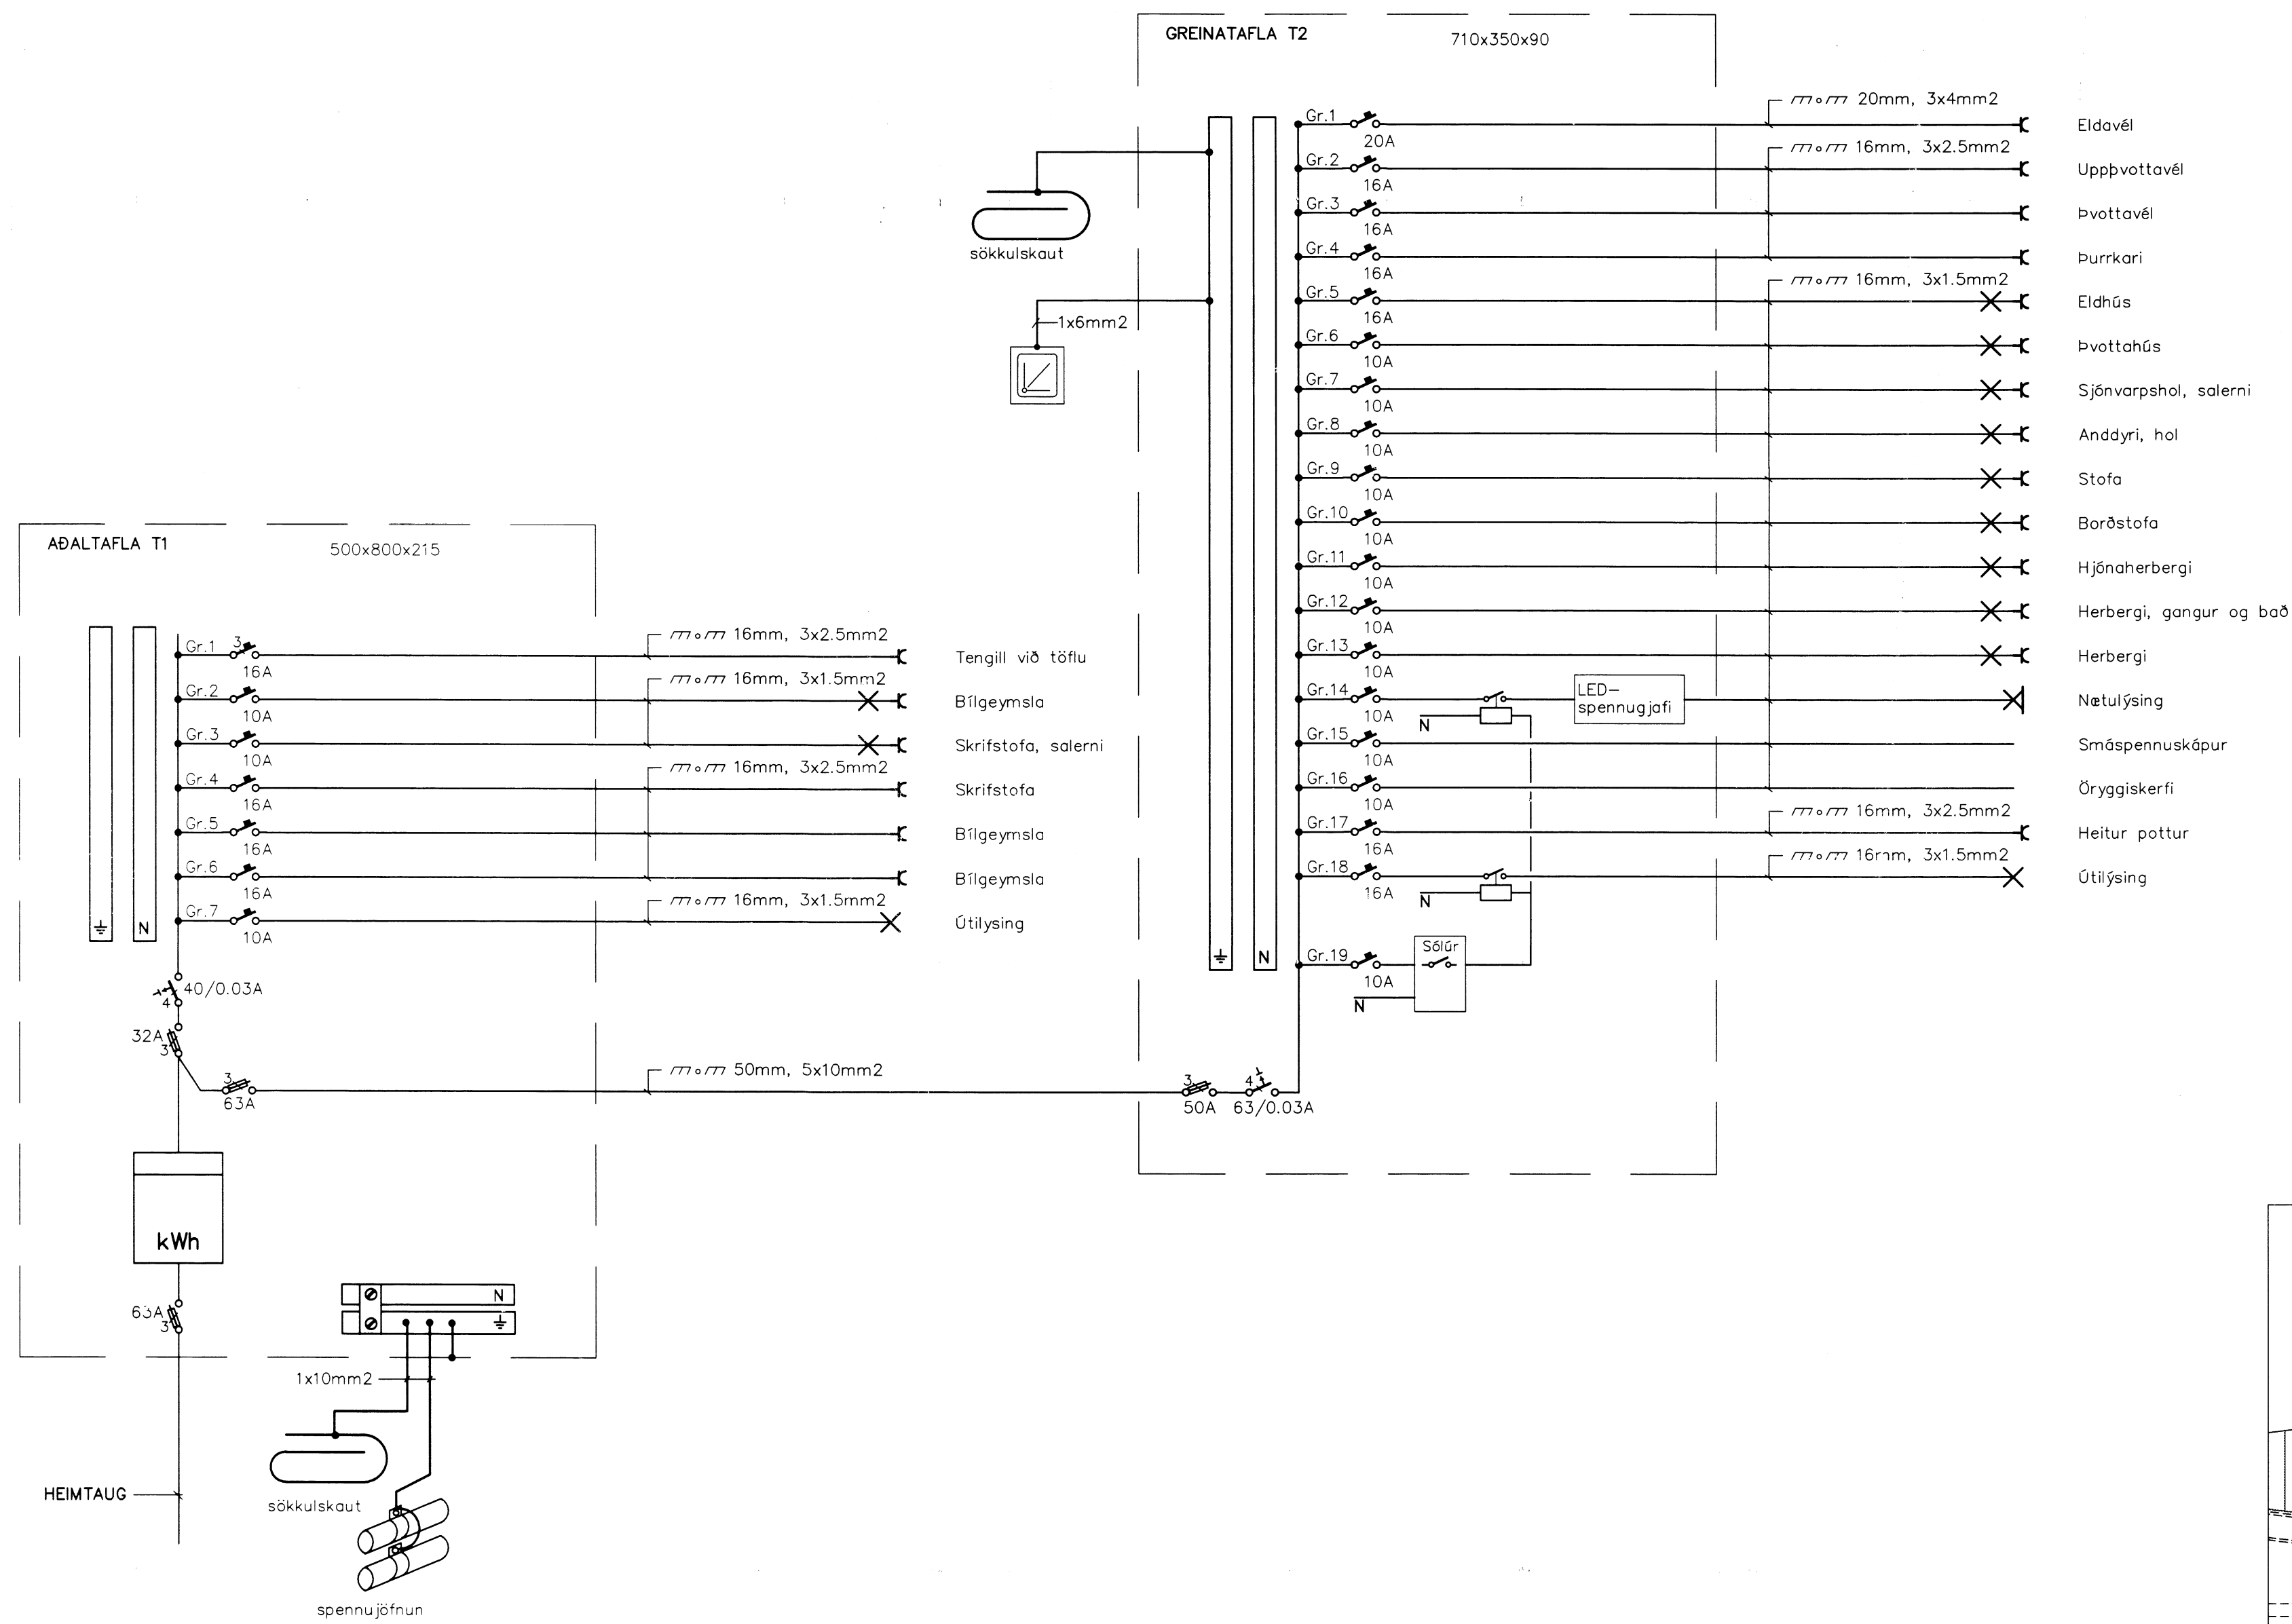 GREINATAFLA T2
710x350x90
Gr.1
20A
20mm, 3x4mm2
Eldavél
Gr.2
16A
16mm, 3x2.5mm2
Uppþvottavél
Gr.3
16A
Þvottavél
Gr.4
16A
Þurrkari
Gr.5
16A
16mm, 3x1.5mm2
Eldhús
Gr.6
10A
Þvottahús
Gr.7
10A
Sjónvarpshol, salerni
Gr.8
10A
Anddyri, hol
Gr.9
10A
Stofa
Gr.10
10A
Borðstofa
Gr.11
10A
Hjónaherbergi
Gr.12
10A
Herbergi, gangur og bað
Gr.13
10A
Herbergi
Gr.14
10A
N
LED-
spennugjafi
Nætulýsing
Gr.15
10A
Smáspennuskápur
Gr.16
10A
Öryggiskerfi
Gr.17
16A
16mm, 3x2.5mm2
Heitur pottur
Gr.18
16A
N
16mm, 3x1.5mm2
Útilýsing
Gr.19
10A
N
Sólúr
N
sökkulskaut
1x6mm2
3
50A
4
63/0.03A
AÐALTAFLA T1
500x800x215
Gr.1
3
16A
16mm, 3x2.5mm2
Tengill við töflu
Gr.2
10A
16mm, 3x1.5mm2
Bílgeymsla
Gr.3
10A
Skrifstofa, salerni
Gr.4
16A
16mm, 3x2.5mm2
Skrifstofa
Gr.5
16A
Bílgeymsla
Gr.6
16A
Bílgeymsla
Gr.7
10A
16mm, 3x1.5mm2
Útilysing
N
40/0.03A
4
32A
3
3
63A
50mm, 5x10mm2
kWh
63A
3
N
1x10mm2
sökkulskaut
HEIMTAUG
spennujöfnun